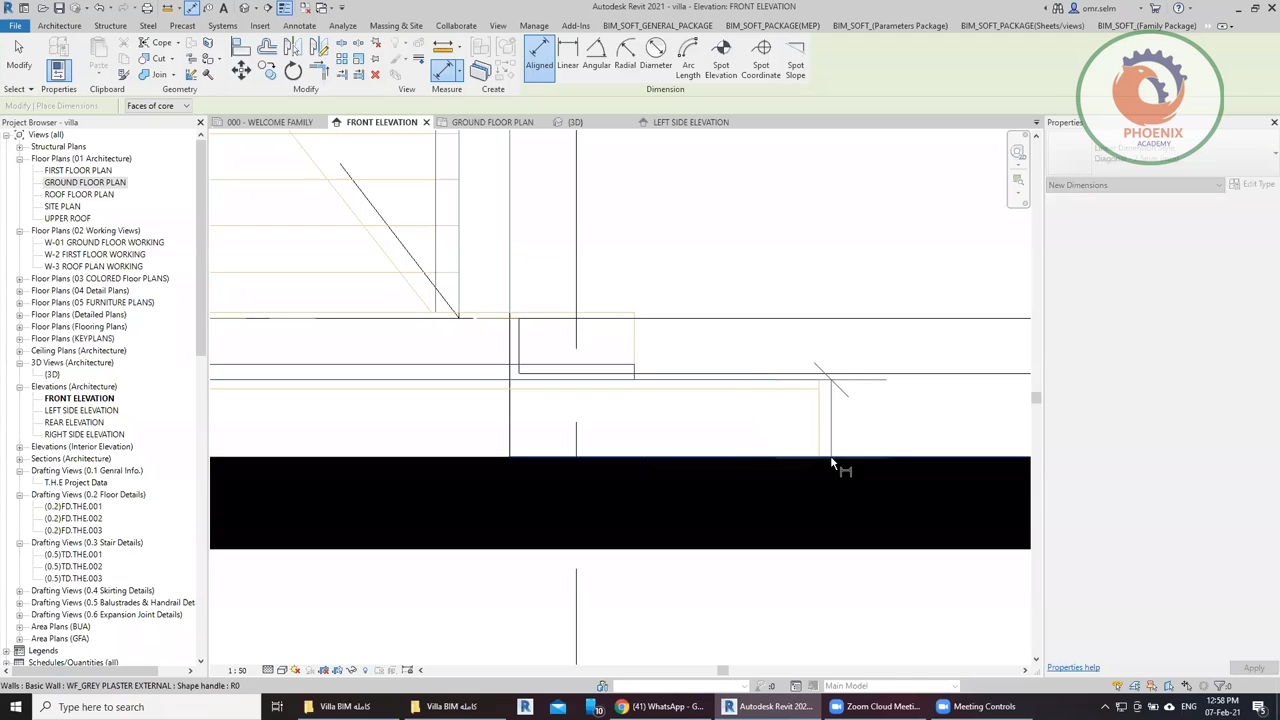 Autodesk Revit 2021 - villa - Elevation: FRONT ELEVATION
omr.selm
File Architecture Structure Steel Precast Systems Insert Annotate Analyze Massing & Site Collaborate View Manage Add-Ins BIM_SOFT_GENERAL_PACKAGE BIM_SOFT_PACKAGE(MEP) BIM_SOFT_(Parameters Package) BIM_SOFT_PACKAGE(Sheets/views) BIM_SOFT_(Family Package)
Modify Paste Cope Cut Join Aligned Linear Angular Radial Diameter Arc Length Spot Elevation Spot Coordinate Spot Slope
Select Properties Clipboard Geometry Modify View Measure Create Dimension
PHOENIX
ACADEMY
Modify | Place Dimensions Faces of core
Project Browser - villa
000 - WELCOME FAMILY FRONT ELEVATION GROUND FLOOR PLAN {3D} LEFT SIDE ELEVATION
Properties
Views (all)
Structural Plans
Floor Plans (01 Architecture)
FIRST FLOOR PLAN
GROUND FLOOR PLAN
ROOF FLOOR PLAN
SITE PLAN
UPPER ROOF
Floor Plans (02 Working Views)
W-01 GROUND FLOOR WORKING
W-2 FIRST FLOOR WORKING
W-3 ROOF PLAN WORKING
Floor Plans (03 COLORED Floor PLANS)
Floor Plans (04 Detail Plans)
Floor Plans (05 FURNITURE PLANS)
Floor Plans (Detailed Plans)
Floor Plans (Flooring Plans)
Floor Plans (KEYPLANS)
Ceiling Plans (Architecture)
3D Views (Architecture)
{3D}
Elevations (Architecture)
FRONT ELEVATION
LEFT SIDE ELEVATION
REAR ELEVATION
RIGHT SIDE ELEVATION
Elevations (Interior Elevation)
Sections (Architecture)
Drafting Views (0.1 Genral Info.)
T.H.E Project Data
Drafting Views (0.2 Floor Details)
(0.2)FD.THE.001
(0.2)FD.THE.002
(0.2)FD.THE.003
Drafting Views (0.3 Stair Details)
(0.5)TD.THE.001
(0.5)TD.THE.002
(0.5)TD.THE.003
Drafting Views (0.4 Skirting Details)
Drafting Views (0.5 Balustrades & Handrail Det
Drafting Views (0.6 Expansion Joint Details)
Area Plans (BUA)
Area Plans (GFA)
Legends
Schedules/Quantities (all)
New Dimensions Edit Type
Properties help Apply
1 : 50
Walls : Basic Wall : WF_GREY PLASTER EXTERNAL : Shape handle : R0
:0 Main Model :0
Type here to search
Villa BIM كاملة
Villa BIM كاملة
(41) WhatsApp - G...
Autodesk Revit 202...
Zoom Cloud Meeti...
Meeting Controls
ENG
12:58 PM
07-Feb-21